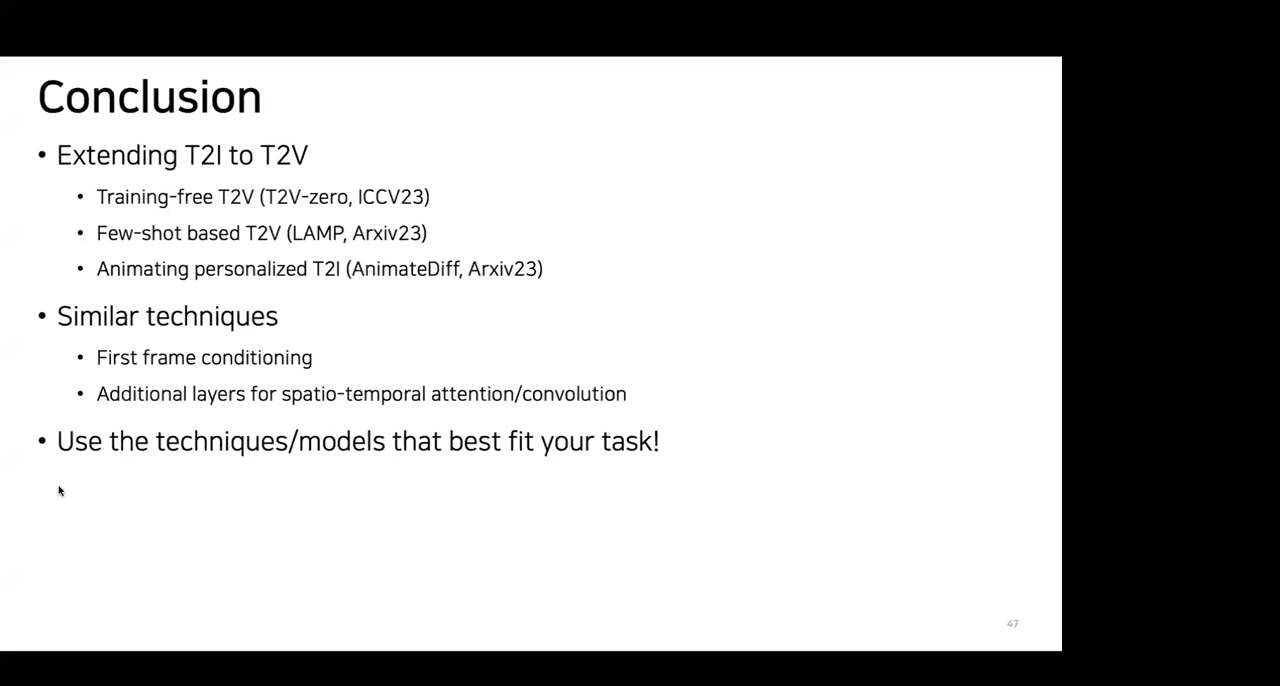 Conclusion
• Extending T2I to T2V
• Training-free T2V (T2V-zero, ICCV23)
• Few-shot based T2V (LAMP, Arxiv23)
• Animating personalized T2I (AnimateDiff, Arxiv23)
• Similar techniques
• First frame conditioning
• Additional layers for spatio-temporal attention/convolution
• Use the techniques/models that best fit your task!
47